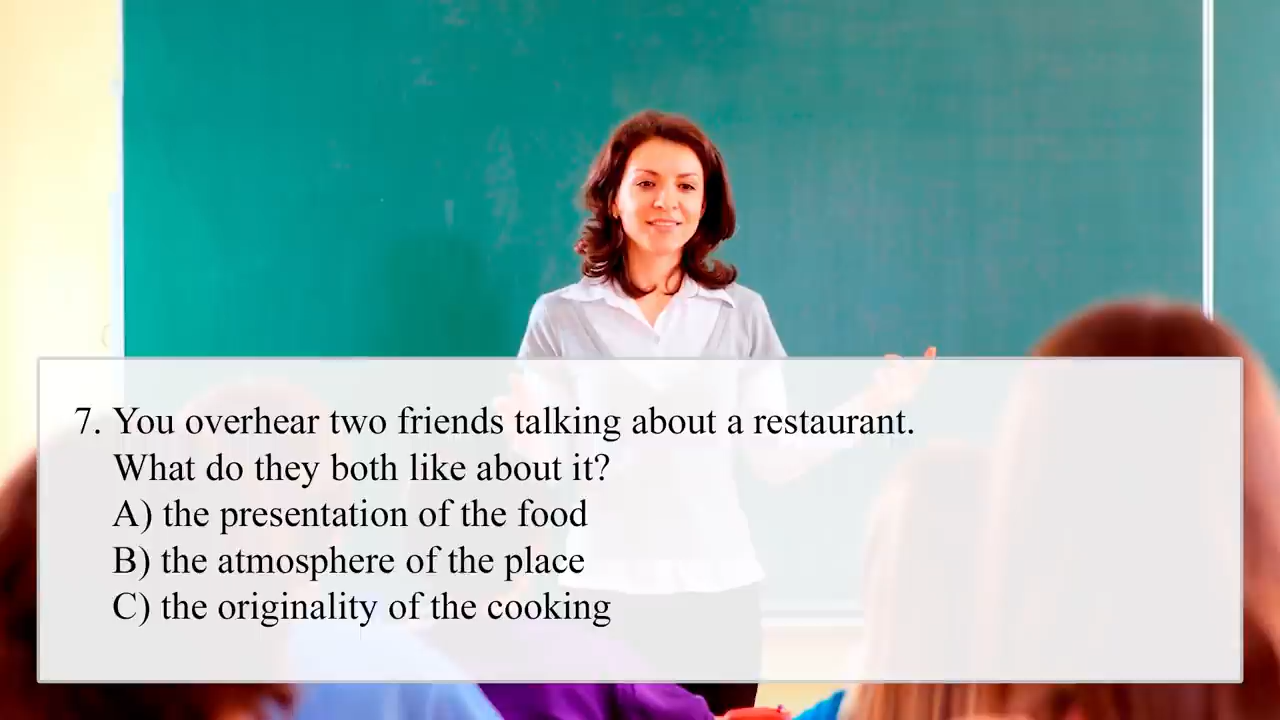 7. You overhear two friends talking about a restaurant.
What do they both like about it?
A) the presentation of the food
B) the atmosphere of the place
C) the originality of the cooking